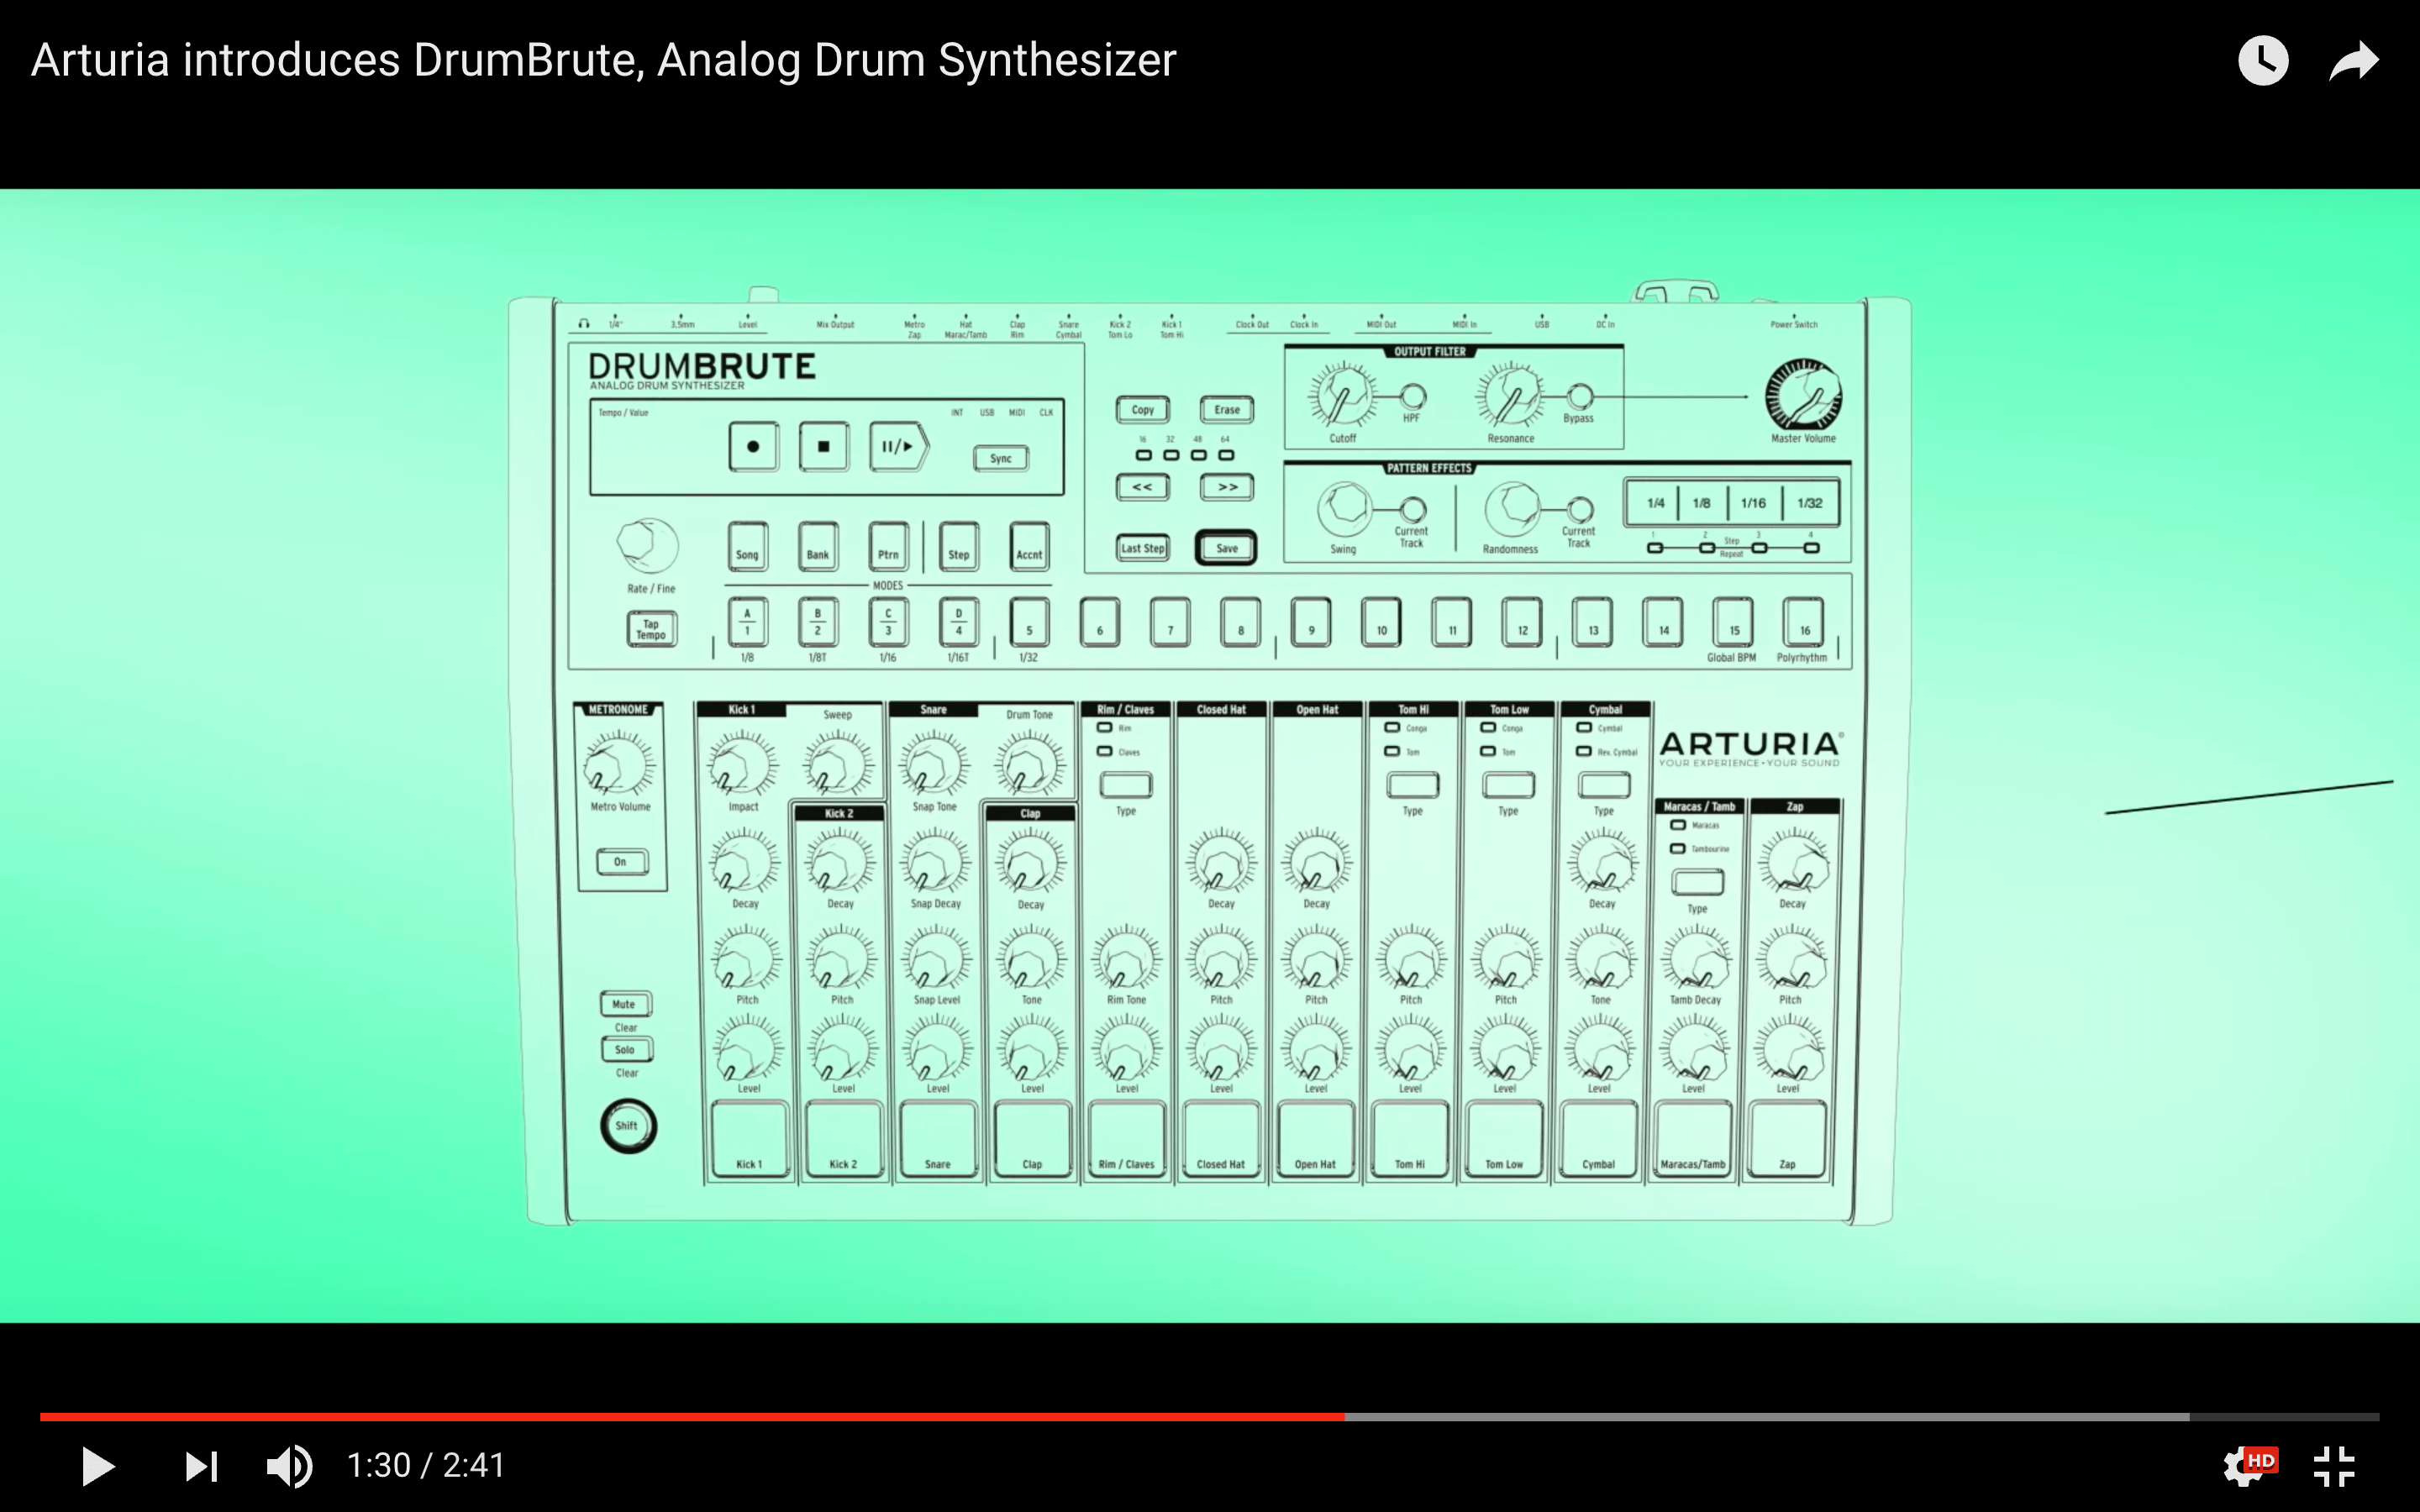 Arturia introduces DrumBrute, Analog Drum Synthesizer
1/4" 3.5mm Level Mix Output Metro Hat Clap Snare Kick 2 Kick 1 Clock Out Clock In MIDI Out MIDI In USB DC In Power Switch
Zap Marac/Tamb Rim Cymbal Tom Lo Tom Hi
DRUMBRUTE
ANALOG DRUM SYNTHESIZER
Tempo / Value INT USB MIDI CLK
Sync
Copy Erase
16 32 48 64
<< >>
Last Step Save
OUTPUT FILTER
Cutoff HPF Resonance Bypass
Master Volume
PATTERN EFFECTS
Swing Current Track Randomness Current Track
1/4 1/8 1/16 1/32
1 2 Step 3 4
Repeat
Song Bank Ptrn Step Accnt
Rate / Fine
MODES
Tap Tempo
A B C D
1 2 3 4 5 6 7 8 9 10 11 12 13 14 15 16
1/8 1/8T 1/16 1/16T 1/32 Global BPM Polyrhythm
METRONOME Kick 1 Sweep Snare Drum Tone Rim / Claves Closed Hat Open Hat Tom Hi Tom Low Cymbal
Rim Conga Conga Cymbal
Claves Tom Tom Rev. Cymbal
ARTURIA®
YOUR EXPERIENCE • YOUR SOUND
Metro Volume Impact Snap Tone Type Type Type Type
Kick 2 Clap Maracas / Tamb Zap
Maracas
Tambourine
On
Decay Decay Snap Decay Decay Decay Decay Decay Type Decay
Pitch Pitch Snap Level Tone Rim Tone Pitch Pitch Pitch Pitch Tone Tamb Decay Pitch
Mute
Clear
Solo
Clear
Level Level Level Level Level Level Level Level Level Level Level Level
Shift
Kick 1 Kick 2 Snare Clap Rim / Claves Closed Hat Open Hat Tom Hi Tom Low Cymbal Maracas/Tamb Zap
1:30 / 2:41
HD